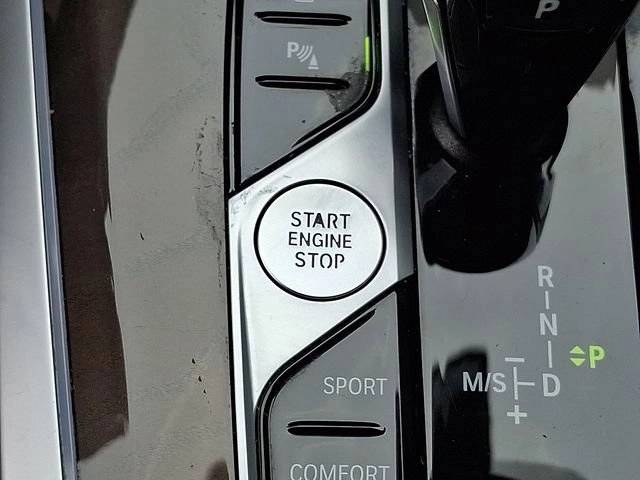 P
P
START
ENGINE
STOP
R
N
P
M/S
D
+
SPORT
COMFORT